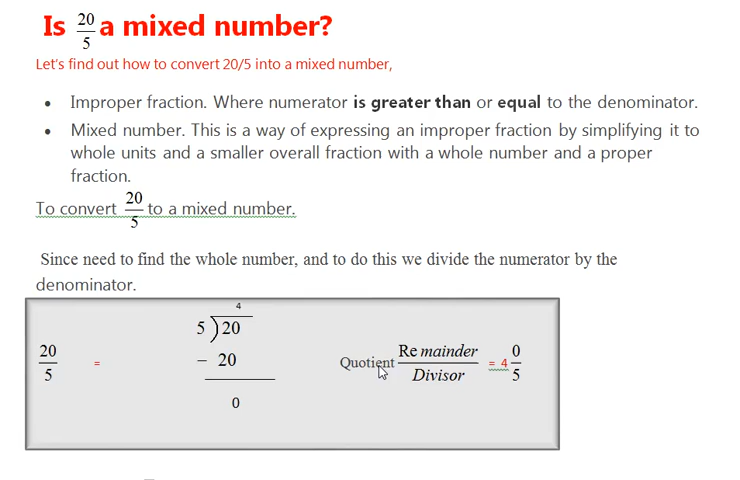 Is 20/5 a mixed number?
Let's find out how to convert 20/5 into a mixed number,
• Improper fraction. Where numerator is greater than or equal to the denominator.
• Mixed number. This is a way of expressing an improper fraction by simplifying it to
whole units and a smaller overall fraction with a whole number and a proper
fraction.
To convert 20/5 to a mixed number.
Since need to find the whole number, and to do this we divide the numerator by the
denominator.
4
5 ) 20
20/5 = − 20 Quotient Remainder/Divisor = 4 0/5
0